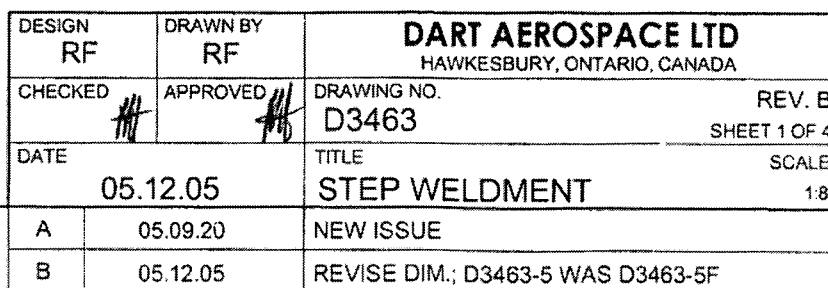 DESIGN
RF
DRAWN BY
RF
DART AEROSPACE LTD
HAWKESBURY, ONTARIO, CANADA
CHECKED
APPROVED
DRAWING NO.
D3463
REV. B
SHEET 1 OF 4
DATE
05.12.05
TITLE
STEP WELDMENT
SCALE
1:8
A 05.09.20 NEW ISSUE
B 05.12.05 REVISE DIM.; D3463-5 WAS D3463-5F